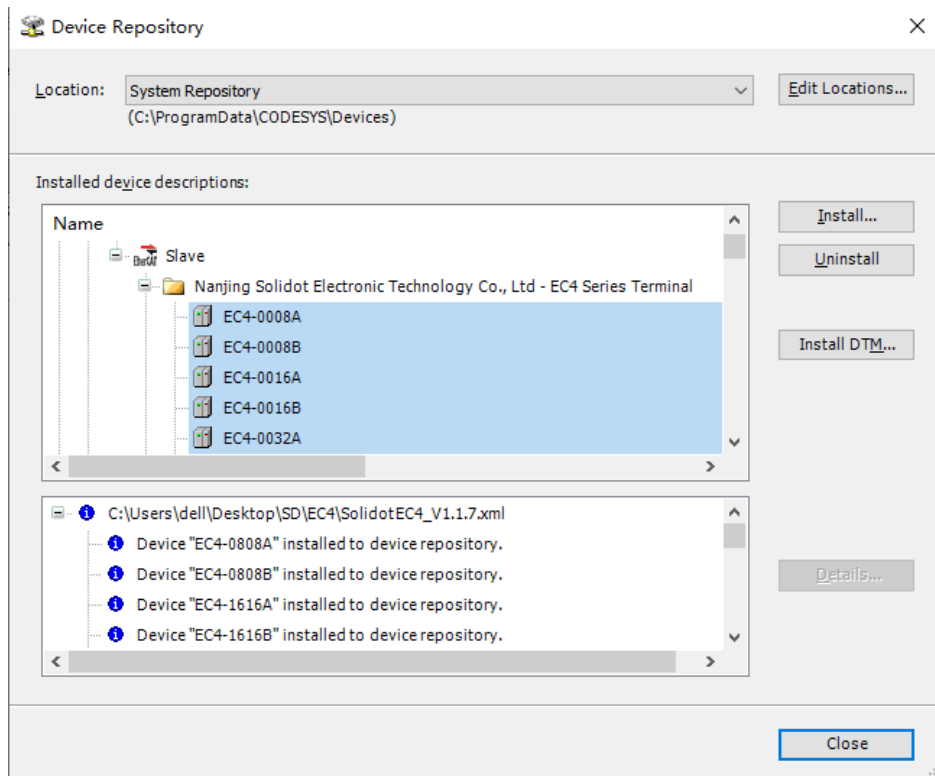 Device Repository
Location: System Repository Edit Locations...
(C:\ProgramData\CODESYS\Devices)
Installed device descriptions:
Name Install...
EtherCAT Slave
Uninstall
Nanjing Solidot Electronic Technology Co., Ltd - EC4 Series Terminal
EC4-0008A
EC4-0008B Install DTM...
EC4-0016A
EC4-0016B
EC4-0032A
C:\Users\dell\Desktop\SD\EC4\SolidotEC4_V1.1.7.xml
Device "EC4-0808A" installed to device repository.
Device "EC4-0808B" installed to device repository. Details...
Device "EC4-1616A" installed to device repository.
Device "EC4-1616B" installed to device repository.
Close